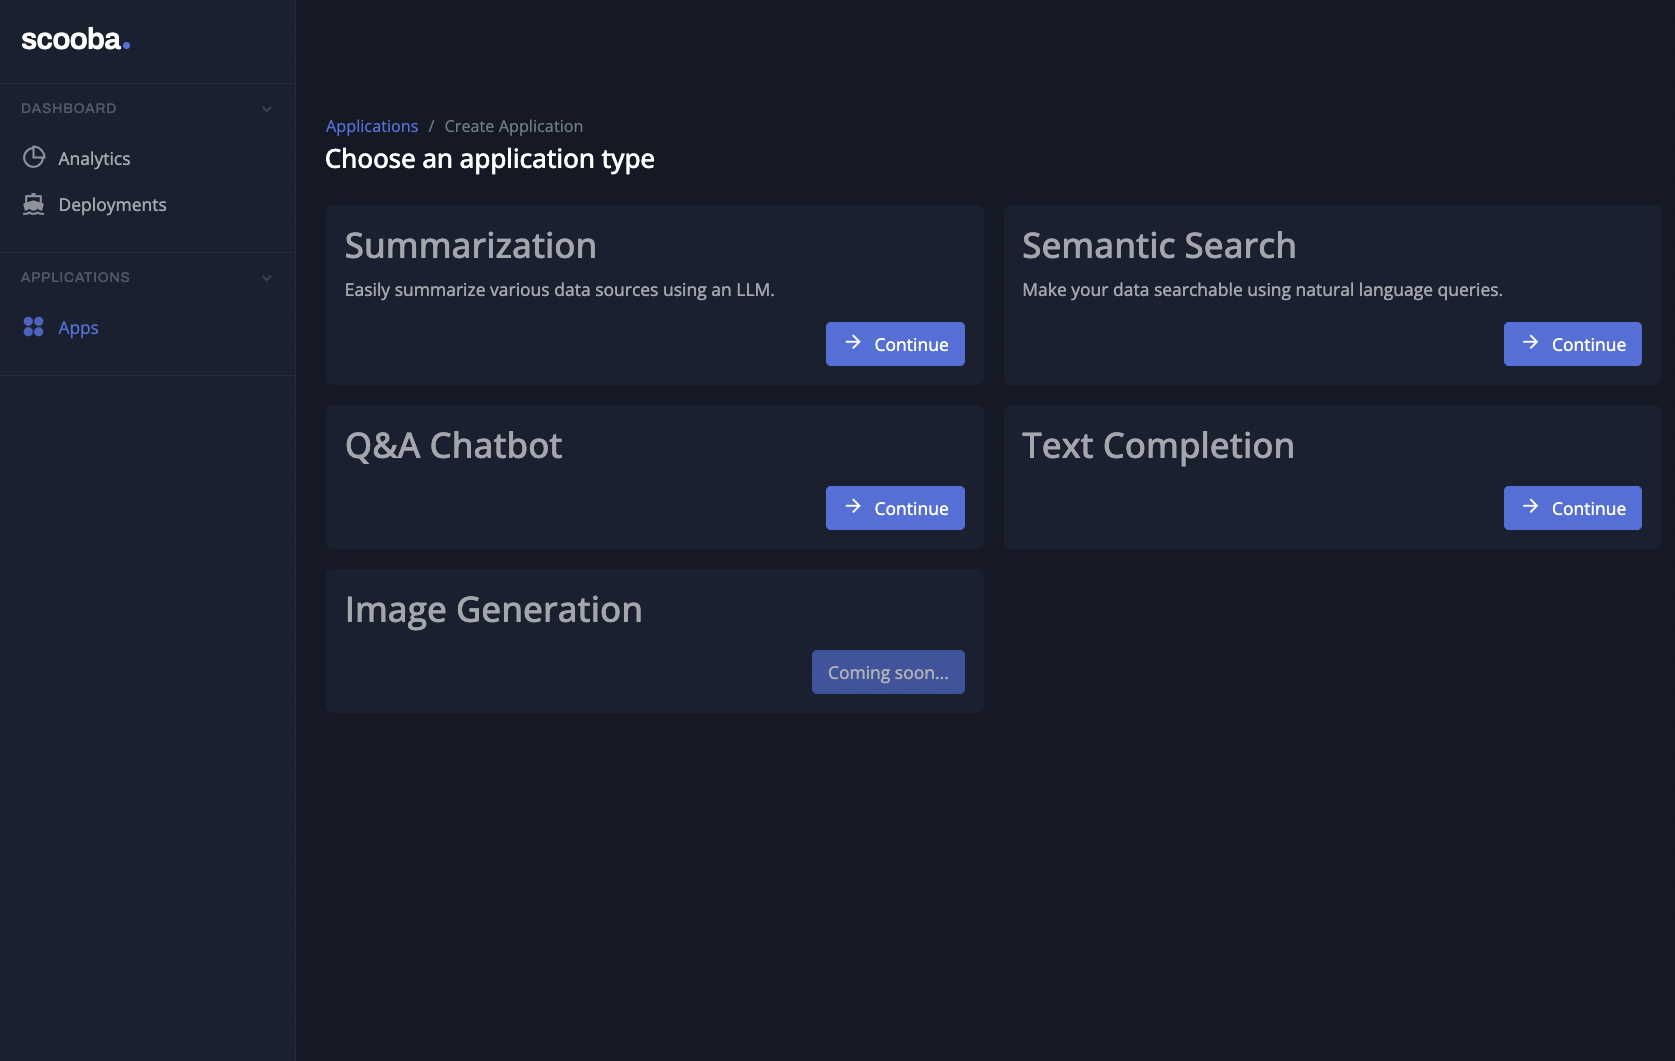 scooba.
DASHBOARD
Analytics
Deployments
APPLICATIONS
Apps
Applications / Create Application
Choose an application type
Summarization
Easily summarize various data sources using an LLM.
Continue
Semantic Search
Make your data searchable using natural language queries.
Continue
Q&A Chatbot
Continue
Text Completion
Continue
Image Generation
Coming soon...